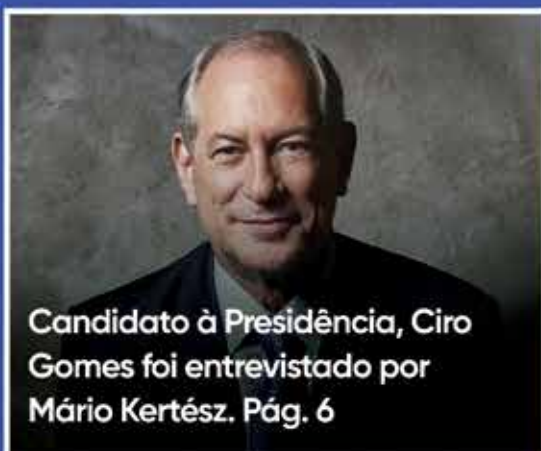 Candidato à Presidência, Ciro
Gomes foi entrevistado por
Mário Kertész. Pág. 6